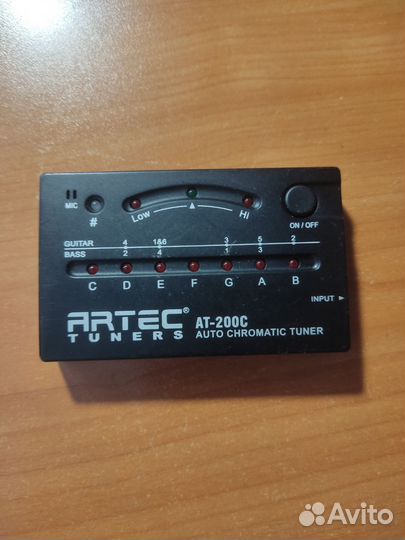 MIC
#
Low
Hi
ON / OFF
GUITAR 4 1&6 3 5 2
BASS 2 4 1 3
C D E F G A B
INPUT
ARTEC®
TUNERS
AT-200C
AUTO CHROMATIC TUNER
Avito